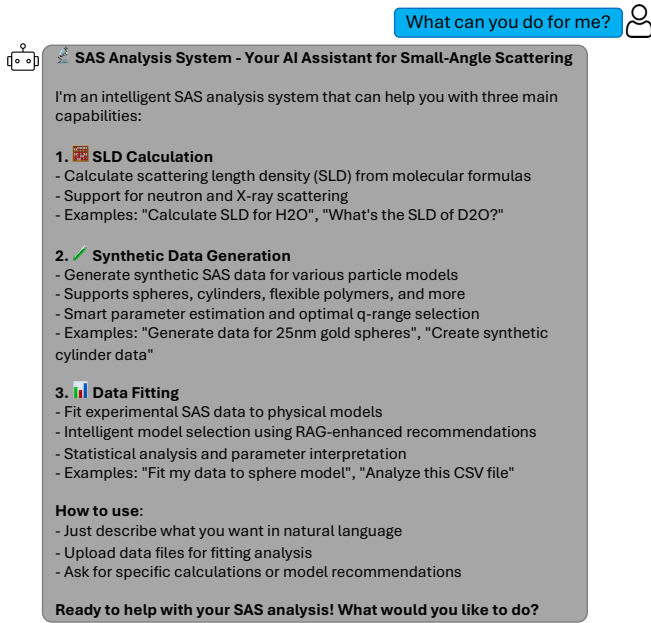 What can you do for me?
🔬 SAS Analysis System - Your AI Assistant for Small-Angle Scattering
I'm an intelligent SAS analysis system that can help you with three main
capabilities:
1. 🧮 SLD Calculation
- Calculate scattering length density (SLD) from molecular formulas
- Support for neutron and X-ray scattering
- Examples: "Calculate SLD for H2O", "What's the SLD of D2O?"
2. 🧪 Synthetic Data Generation
- Generate synthetic SAS data for various particle models
- Supports spheres, cylinders, flexible polymers, and more
- Smart parameter estimation and optimal q-range selection
- Examples: "Generate data for 25nm gold spheres", "Create synthetic
cylinder data"
3. 📊 Data Fitting
- Fit experimental SAS data to physical models
- Intelligent model selection using RAG-enhanced recommendations
- Statistical analysis and parameter interpretation
- Examples: "Fit my data to sphere model", "Analyze this CSV file"
How to use:
- Just describe what you want in natural language
- Upload data files for fitting analysis
- Ask for specific calculations or model recommendations
Ready to help with your SAS analysis! What would you like to do?